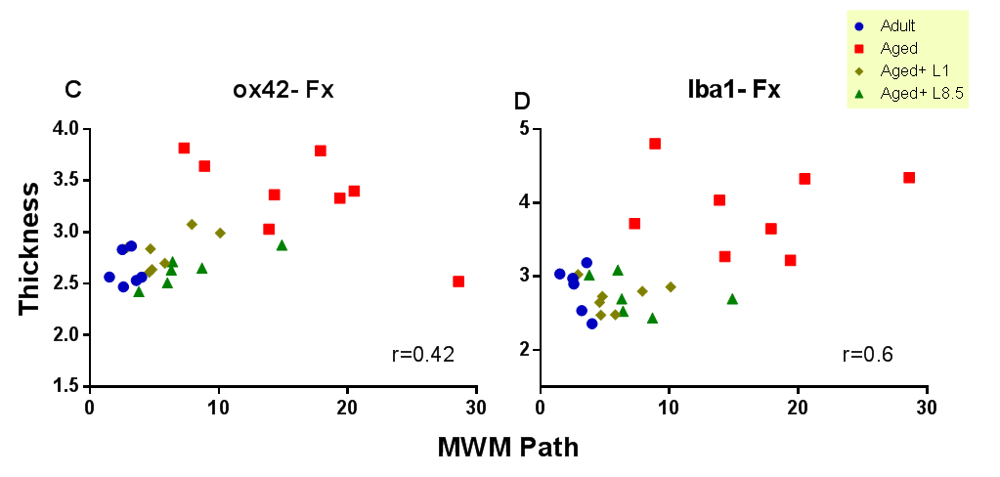 Adult
Aged
Aged+ L1
Aged+ L8.5
C
ox42- Fx
D
Iba1- Fx
Thickness
4.0
3.5
3.0
2.5
2.0
1.5
0
10
20
30
r=0.42
5
4
3
2
0
10
20
30
r=0.6
MWM Path